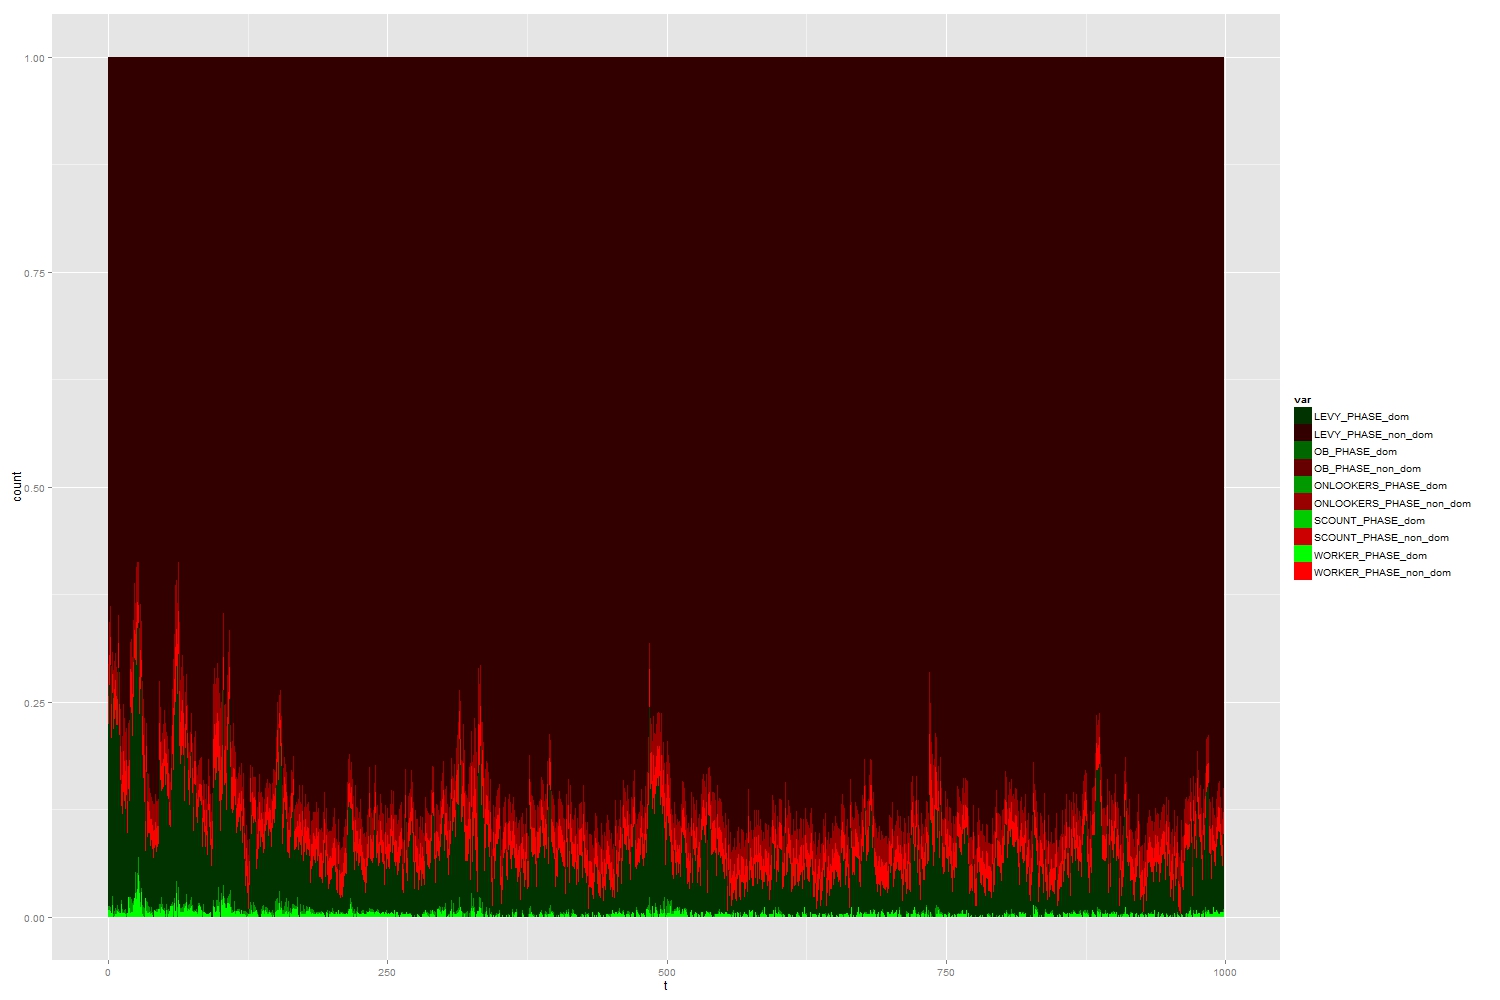 1.00
0.75
0.50
0.25
0.00
count
0
250
500
750
1000
t
var
LEVY_PHASE_dom
LEVY_PHASE_non_dom
OB_PHASE_dom
OB_PHASE_non_dom
ONLOOKERS_PHASE_dom
ONLOOKERS_PHASE_non_dom
SCOUNT_PHASE_dom
SCOUNT_PHASE_non_dom
WORKER_PHASE_dom
WORKER_PHASE_non_dom